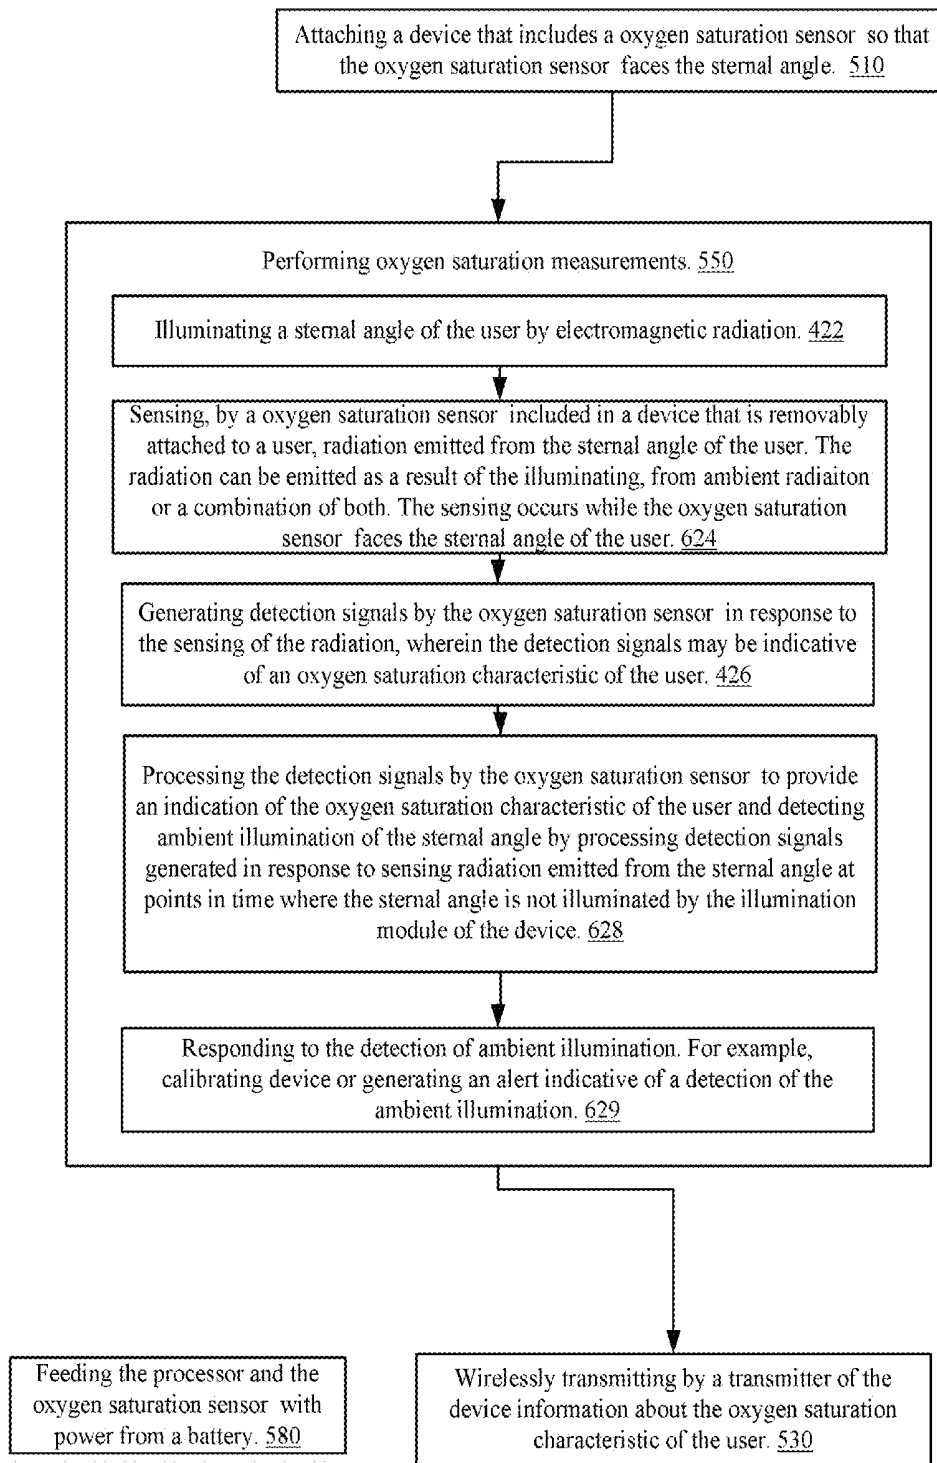 Attaching a device that includes a oxygen saturation sensor so that
the oxygen saturation sensor faces the sternal angle. 510
Performing oxygen saturation measurements. 550
Illuminating a sternal angle of the user by electromagnetic radiation. 422
Sensing, by a oxygen saturation sensor included in a device that is removably
attached to a user, radiation emitted from the sternal angle of the user. The
radiation can be emitted as a result of the illuminating, from ambient radiaiton
or a combination of both. The sensing occurs while the oxygen saturation
sensor faces the sternal angle of the user. 624
Generating detection signals by the oxygen saturation sensor in response to
the sensing of the radiation, wherein the detection signals may be indicative
of an oxygen saturation characteristic of the user. 426
Processing the detection signals by the oxygen saturation sensor to provide
an indication of the oxygen saturation characteristic of the user and detecting
ambient illumination of the sternal angle by processing detection signals
generated in response to sensing radiation emitted from the sternal angle at
points in time where the sternal angle is not illuminated by the illumination
module of the device. 628
Responding to the detection of ambient illumination. For example,
calibrating device or generating an alert indicative of a detection of the
ambient illumination. 629
Feeding the processor and the
oxygen saturation sensor with
power from a battery. 580
Wirelessly transmitting by a transmitter of the
device information about the oxygen saturation
characteristic of the user. 530